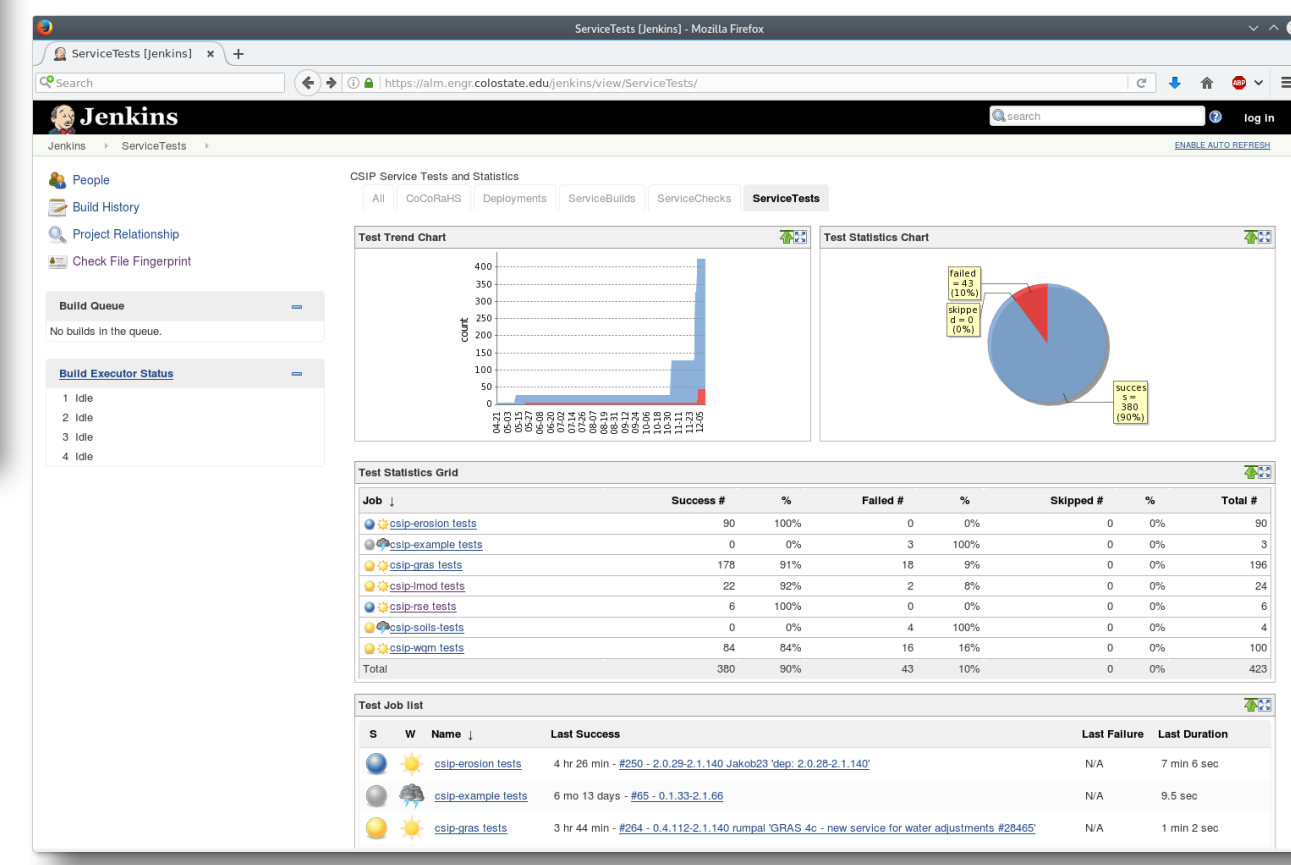 ServiceTests [Jenkins] - Mozilla Firefox
ServiceTests [Jenkins] × +
Search
https://alm.engr.colostate.edu/jenkins/view/ServiceTests/
ABP
Jenkins
search
log in
Jenkins ServiceTests
ENABLE AUTO REFRESH
People
Build History
Project Relationship
Check File Fingerprint
Build Queue
No builds in the queue.
Build Executor Status
1 Idle
2 Idle
3 Idle
4 Idle
CSIP Service Tests and Statistics
All CoCoRaHS Deployments ServiceBuilds ServiceChecks ServiceTests
Test Trend Chart
count
400
350
300
250
200
150
100
50
0
04-21
05-03
05-15
05-27
06-08
06-20
07-02
07-14
07-26
08-07
08-19
08-31
09-12
09-24
10-06
10-18
10-30
11-11
11-23
12-05
Test Statistics Chart
failed
= 43
(10%)
skippe
d = 0
(0%)
succes
s =
380
(90%)
Test Statistics Grid
Job ↓ Success # % Failed # % Skipped # % Total #
csip-erosion tests 90 100% 0 0% 0 0% 90
csip-example tests 0 0% 3 100% 0 0% 3
csip-gras tests 178 91% 18 9% 0 0% 196
csip-lmod tests 22 92% 2 8% 0 0% 24
csip-rse tests 6 100% 0 0% 0 0% 6
csip-soils-tests 0 0% 4 100% 0 0% 4
csip-wqm tests 84 84% 16 16% 0 0% 100
Total 380 90% 43 10% 0 0% 423
Test Job list
S W Name ↓ Last Success Last Failure Last Duration
csip-erosion tests 4 hr 26 min - #250 - 2.0.29-2.1.140 Jakob23 'dep: 2.0.28-2.1.140' N/A 7 min 6 sec
csip-example tests 6 mo 13 days - #65 - 0.1.33-2.1.66 N/A 9.5 sec
csip-gras tests 3 hr 44 min - #264 - 0.4.112-2.1.140 rumpal 'GRAS 4c - new service for water adjustments #28465' N/A 1 min 2 sec